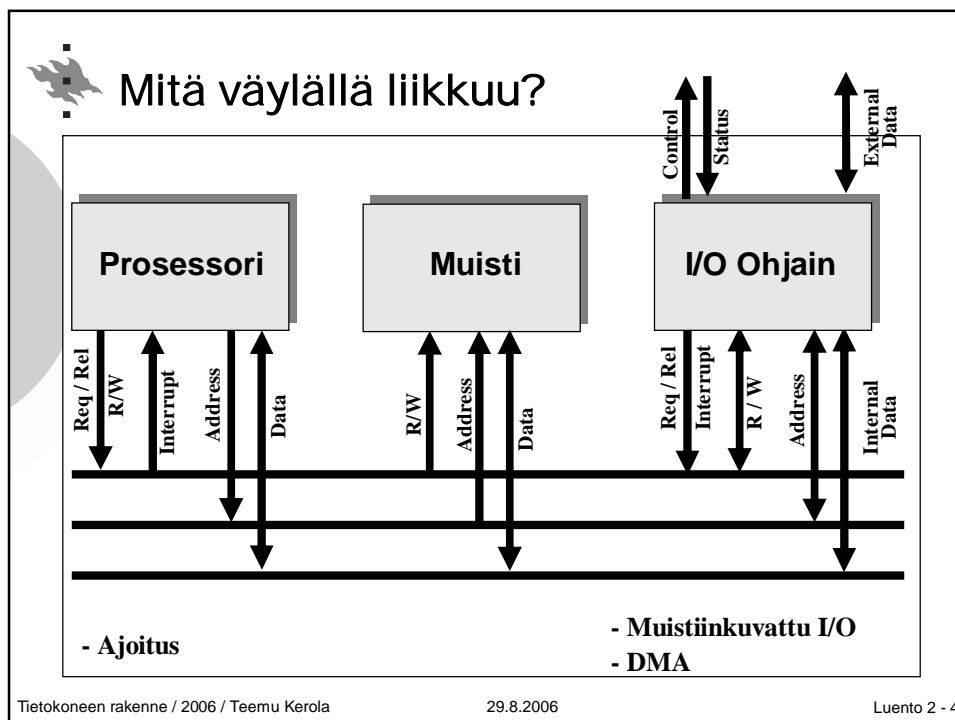 Mitä väylällä liikkuu?
Control
Status
External
Data
Prosessori
Muisti
I/O Ohjain
Req / Rel
R/W
Interrupt
Address
Data
R/W
Address
Data
Req / Rel
Interrupt
R / W
Address
Internal
Data
- Ajoitus
- Muistiinkuvattu I/O
- DMA
Tietokoneen rakenne / 2006 / Teemu Kerola
29.8.2006
Luento 2 - 4